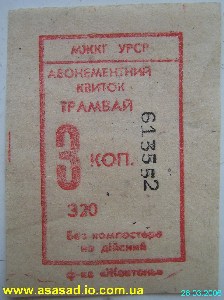 МЖКГ УРСР
АБОНЕМЕНТНИЙ
КВИТОК
ТРАМВАЙ
3 КОП.
613552
320
Без компостера
не дійсний
ф-ка «Жовтень»
www.asasad.io.com.ua
28.03.2006